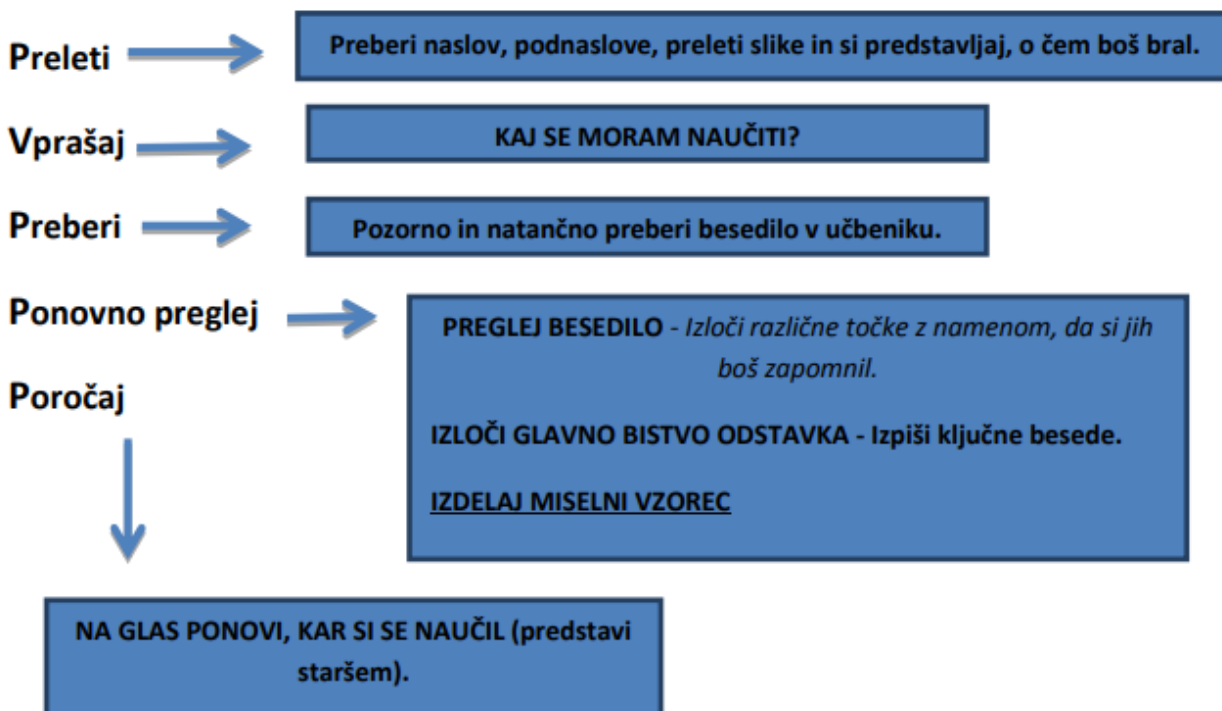 Preleti
Preberi naslov, podnaslove, preleti slike in si predstavljaj, o čem boš bral.
Vprašaj
KAJ SE MORAM NAUČITI?
Preberi
Pozorno in natančno preberi besedilo v učbeniku.
Ponovno preglej
PREGLEJ BESEDILO - Izloči različne točke z namenom, da si jih
boš zapomnil.
IZLOČI GLAVNO BISTVO ODSTAVKA - Izpiši ključne besede.
IZDELAJ MISELNI VZOREC
Poročaj
NA GLAS PONOVI, KAR SI SE NAUČIL (predstavi
staršem).